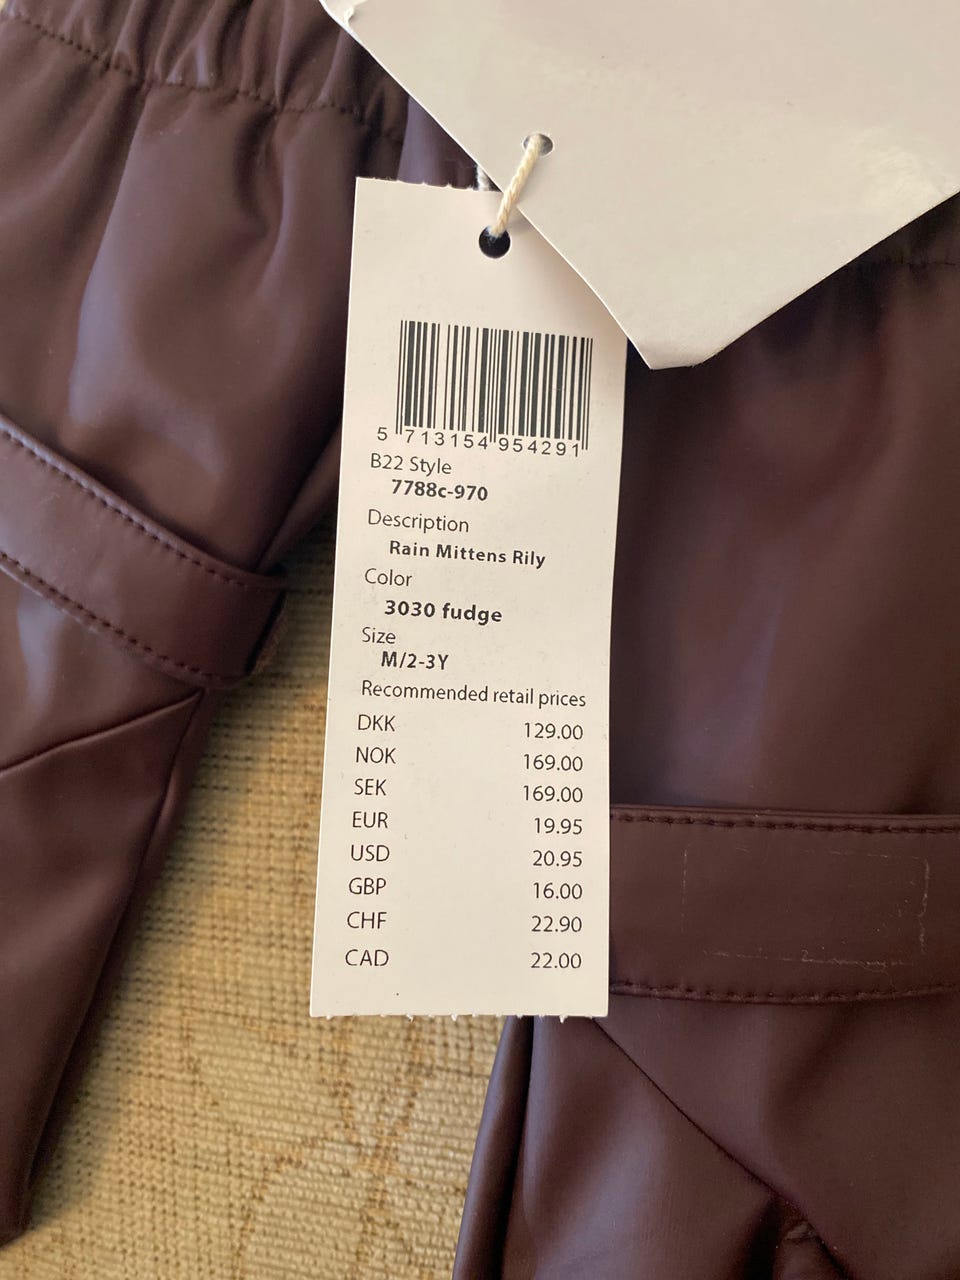 5 713154 954291
B22 Style
7788c-970
Description
Rain Mittens Rily
Color
3030 fudge
Size
M/2-3Y
Recommended retail prices
DKK 129.00
NOK 169.00
SEK 169.00
EUR 19.95
USD 20.95
GBP 16.00
CHF 22.90
CAD 22.00